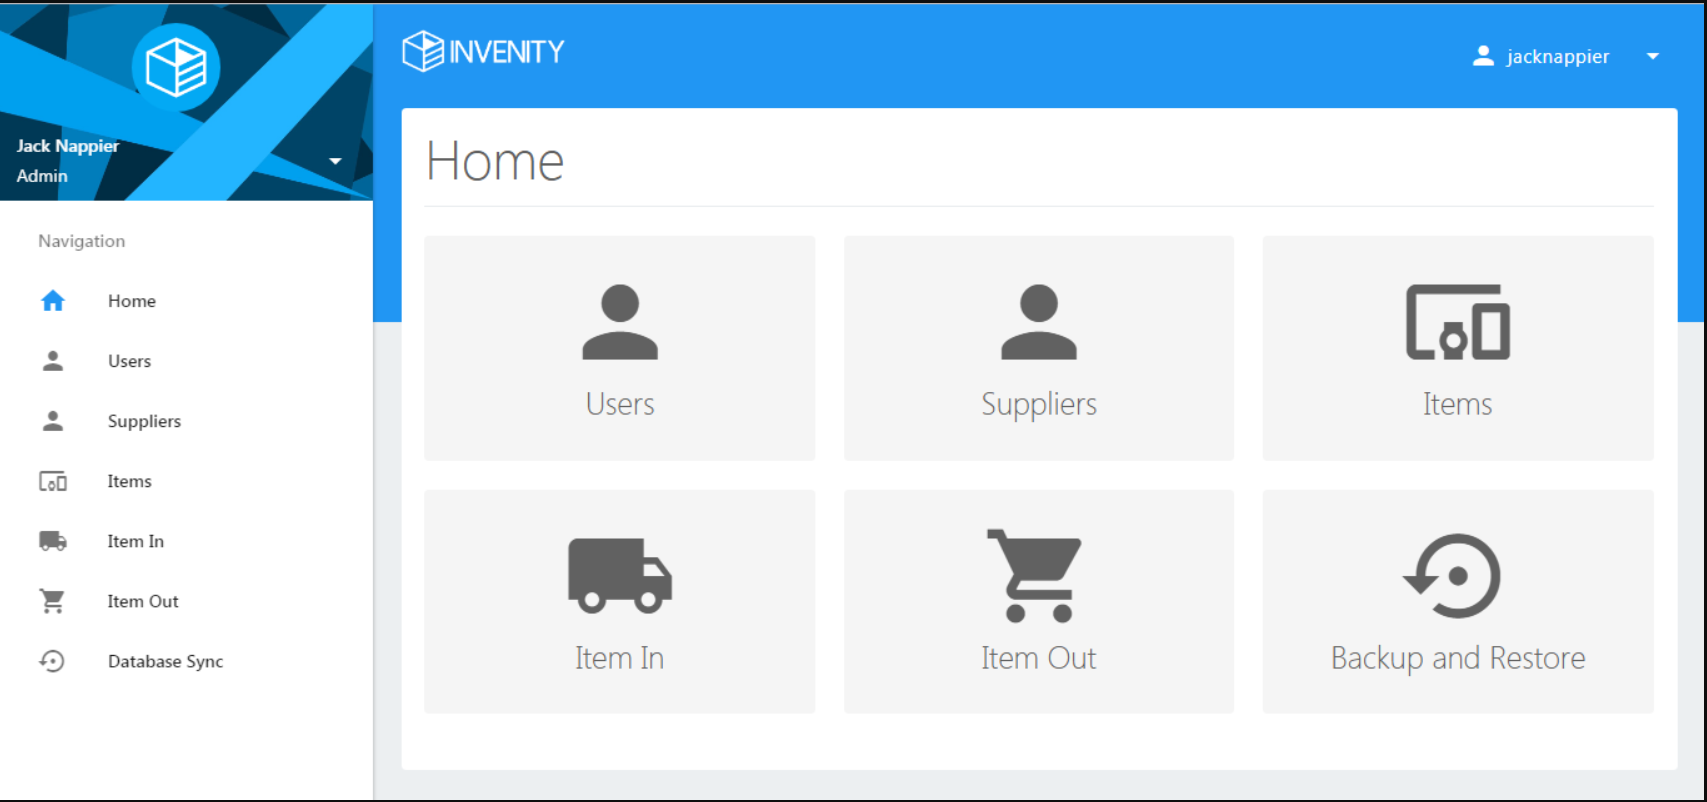 INVENITY
jacknappier
Jack Nappier
Admin
Navigation
Home
Users
Suppliers
Items
Item In
Item Out
Database Sync
Home
Users
Suppliers
Items
Item In
Item Out
Backup and Restore